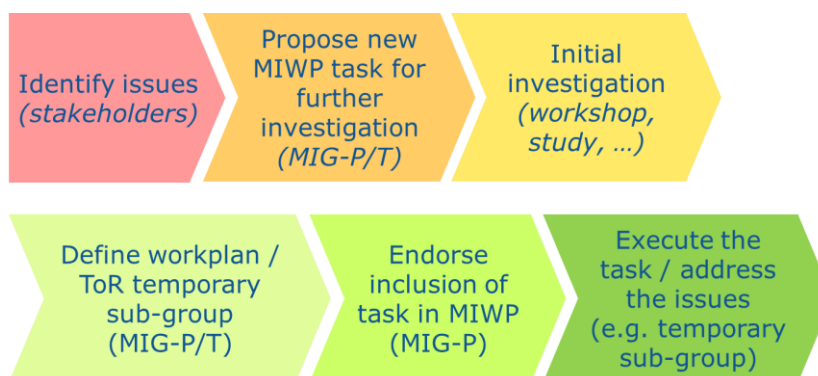 Identify issues
(stakeholders)
Propose new
MIWP task for
further
investigation
(MIG-P/T)
Initial
investigation
(workshop,
study, ...)
Define workplan /
ToR temporary
sub-group
(MIG-P/T)
Endorse
inclusion of
task in MIWP
(MIG-P)
Execute the
task / address
the issues
(e.g. temporary
sub-group)